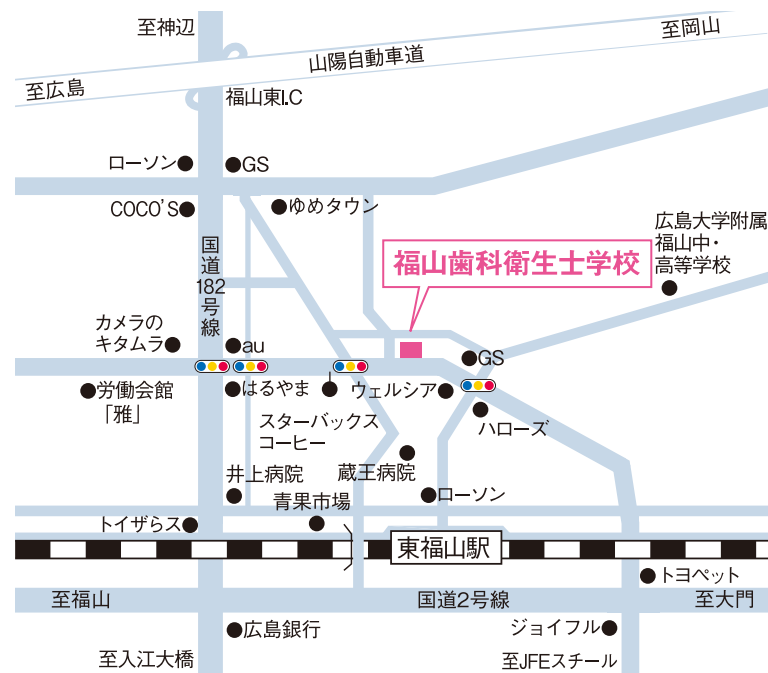 至神辺
至岡山
山陽自動車道
至広島
福山東I.C
ローソン
GS
COCO'S
ゆめタウン
広島大学附属
福山中・
高等学校
国道182号線
福山歯科衛生士学校
カメラの
キタムラ
au
GS
労働会館
「雅」
はるやま
ウェルシア
スターバックス
コーヒー
ハローズ
蔵王病院
井上病院
ローソン
青果市場
トイザらス
東福山駅
トヨペット
至福山
国道2号線
至大門
広島銀行
ジョイフル
至入江大橋
至JFEスチール